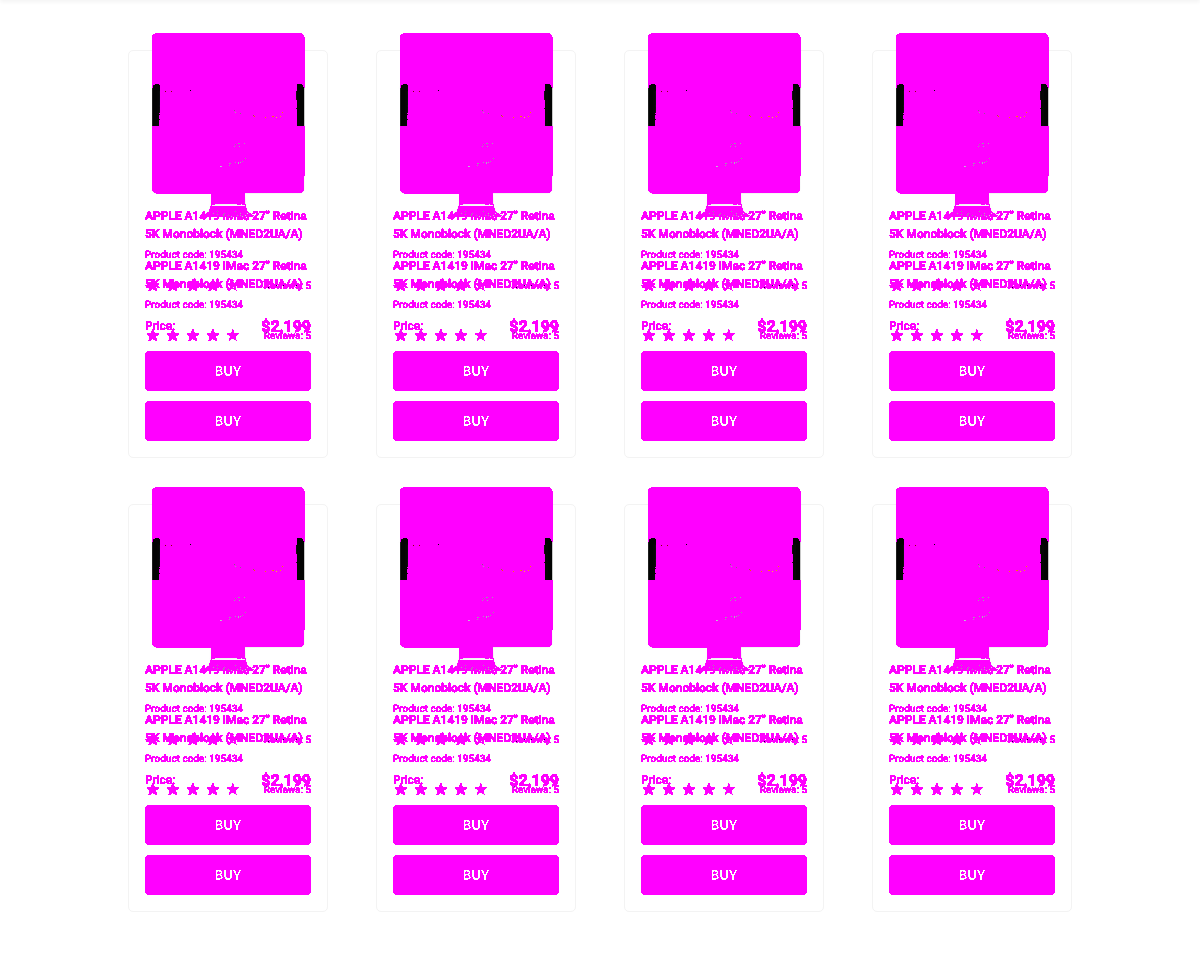 APPLE A1419 iMac 27" Retina
5K Monoblock (MNED2UA/A)
Product code: 195434
APPLE A1419 iMac 27" Retina
5K Monoblock (MNED2UA/A)
Product code: 195434
Price: $2,199
Reviews: 5
BUY
BUY
APPLE A1419 iMac 27" Retina
5K Monoblock (MNED2UA/A)
Product code: 195434
APPLE A1419 iMac 27" Retina
5K Monoblock (MNED2UA/A)
Product code: 195434
Price: $2,199
Reviews: 5
BUY
BUY
APPLE A1419 iMac 27" Retina
5K Monoblock (MNED2UA/A)
Product code: 195434
APPLE A1419 iMac 27" Retina
5K Monoblock (MNED2UA/A)
Product code: 195434
Price: $2,199
Reviews: 5
BUY
BUY
APPLE A1419 iMac 27" Retina
5K Monoblock (MNED2UA/A)
Product code: 195434
APPLE A1419 iMac 27" Retina
5K Monoblock (MNED2UA/A)
Product code: 195434
Price: $2,199
Reviews: 5
BUY
BUY
APPLE A1419 iMac 27" Retina
5K Monoblock (MNED2UA/A)
Product code: 195434
APPLE A1419 iMac 27" Retina
5K Monoblock (MNED2UA/A)
Product code: 195434
Price: $2,199
Reviews: 5
BUY
BUY
APPLE A1419 iMac 27" Retina
5K Monoblock (MNED2UA/A)
Product code: 195434
APPLE A1419 iMac 27" Retina
5K Monoblock (MNED2UA/A)
Product code: 195434
Price: $2,199
Reviews: 5
BUY
BUY
APPLE A1419 iMac 27" Retina
5K Monoblock (MNED2UA/A)
Product code: 195434
APPLE A1419 iMac 27" Retina
5K Monoblock (MNED2UA/A)
Product code: 195434
Price: $2,199
Reviews: 5
BUY
BUY
APPLE A1419 iMac 27" Retina
5K Monoblock (MNED2UA/A)
Product code: 195434
APPLE A1419 iMac 27" Retina
5K Monoblock (MNED2UA/A)
Product code: 195434
Price: $2,199
Reviews: 5
BUY
BUY